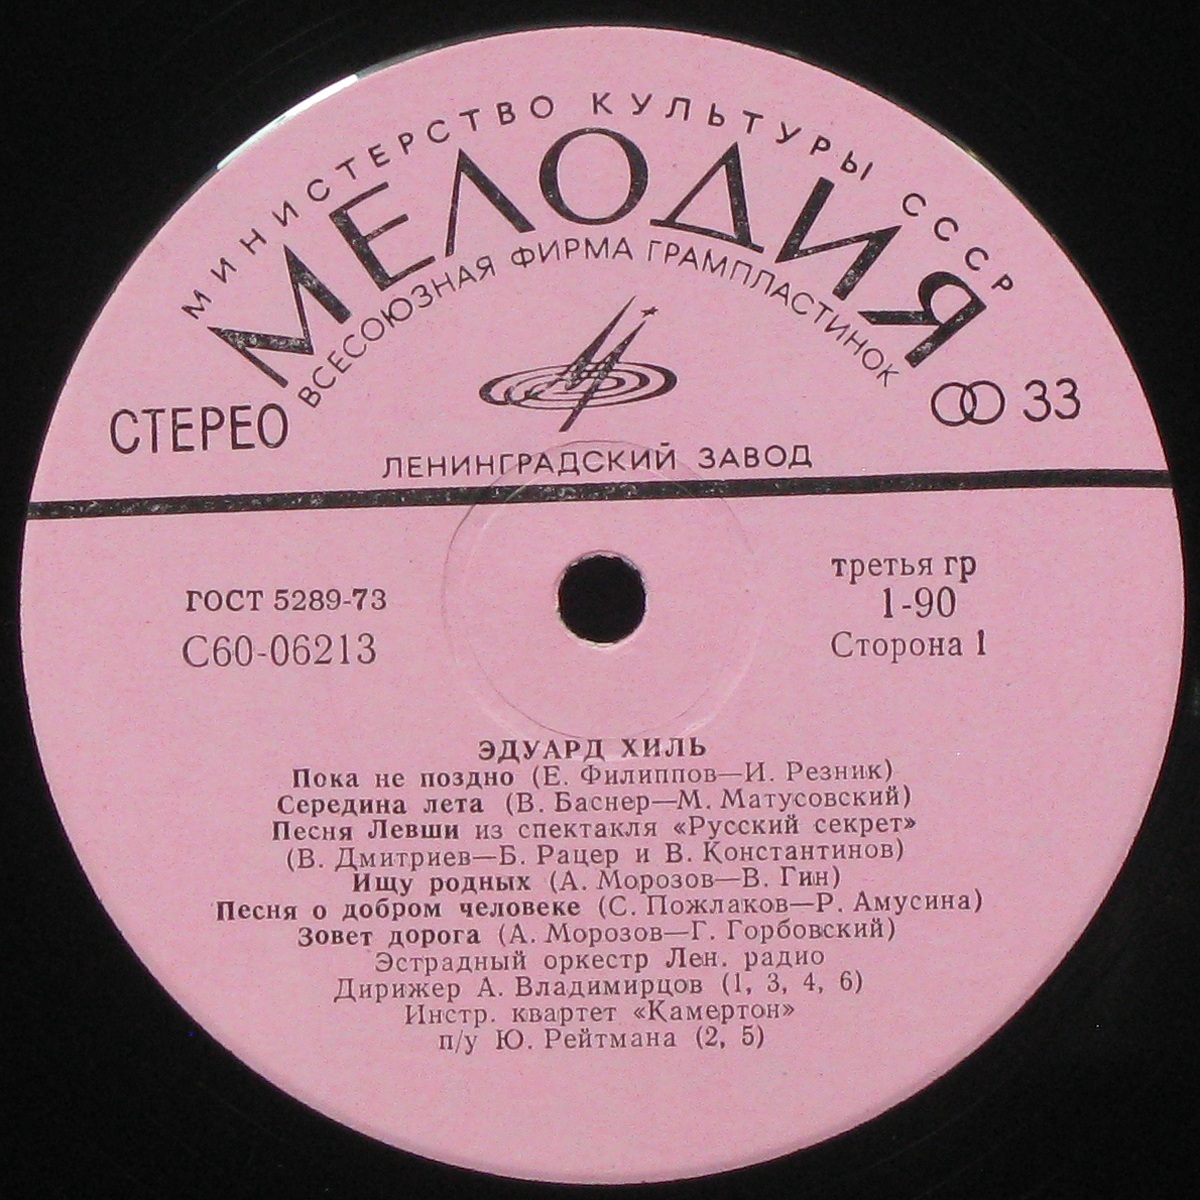 МИНИСТЕРСТВО КУЛЬТУРЫ СССР
МЕЛОДИЯ
ВСЕСОЮЗНАЯ ФИРМА ГРАМПЛАСТИНОК
СТЕРЕО
33
ЛЕНИНГРАДСКИЙ ЗАВОД
ГОСТ 5289-73
С60-06213
третья гр
1-90
Сторона 1
ЭДУАРД ХИЛЬ
Пока не поздно (Е. Филиппов—И. Резник)
Середина лета (В. Баснер—М. Матусовский)
Песня Левши из спектакля «Русский секрет»
(В. Дмитриев—Б. Рацер и В. Константинов)
Ищу родных (А. Морозов—В. Гин)
Песня о добром человеке (С. Пожлаков—Р. Амусина)
Зовет дорога (А. Морозов—Г. Горбовский)
Эстрадный оркестр Лен. радио
Дирижер А. Владимирцов (1, 3, 4, 6)
Инстр. квартет «Камертон»
п/у Ю. Рейтмана (2, 5)